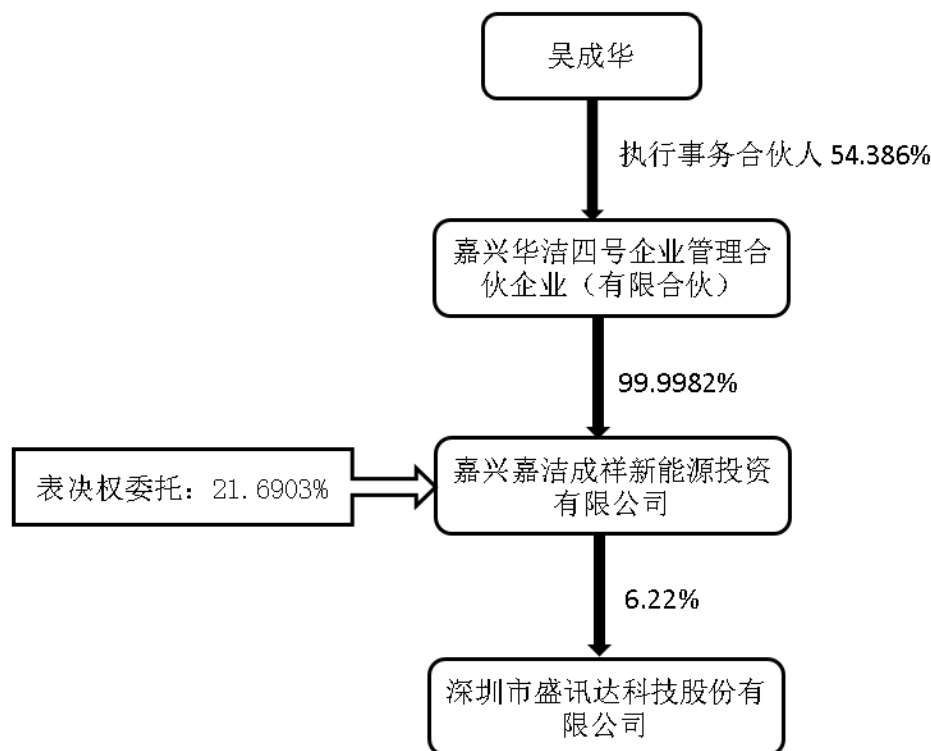 吴成华
执行事务合伙人 54.386%
嘉兴华洁四号企业管理合
伙企业（有限合伙）
99.9982%
表决权委托：21.6903%
嘉兴嘉洁成祥新能源投资
有限公司
6.22%
深圳市盛讯达科技股份有
限公司